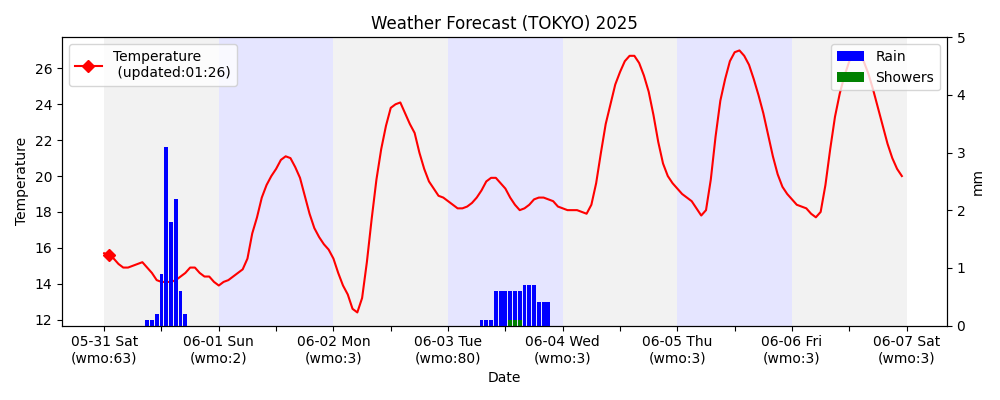 Weather Forecast (TOKYO) 2025
Temperature
(updated:01:26)
Rain
Showers
Temperature
26
24
22
20
18
16
14
12
5
4
3
2
1
0
mm
05-31 Sat
(wmo:63)
06-01 Sun
(wmo:2)
06-02 Mon
(wmo:3)
06-03 Tue
(wmo:80)
06-04 Wed
(wmo:3)
06-05 Thu
(wmo:3)
06-06 Fri
(wmo:3)
06-07 Sat
(wmo:3)
Date